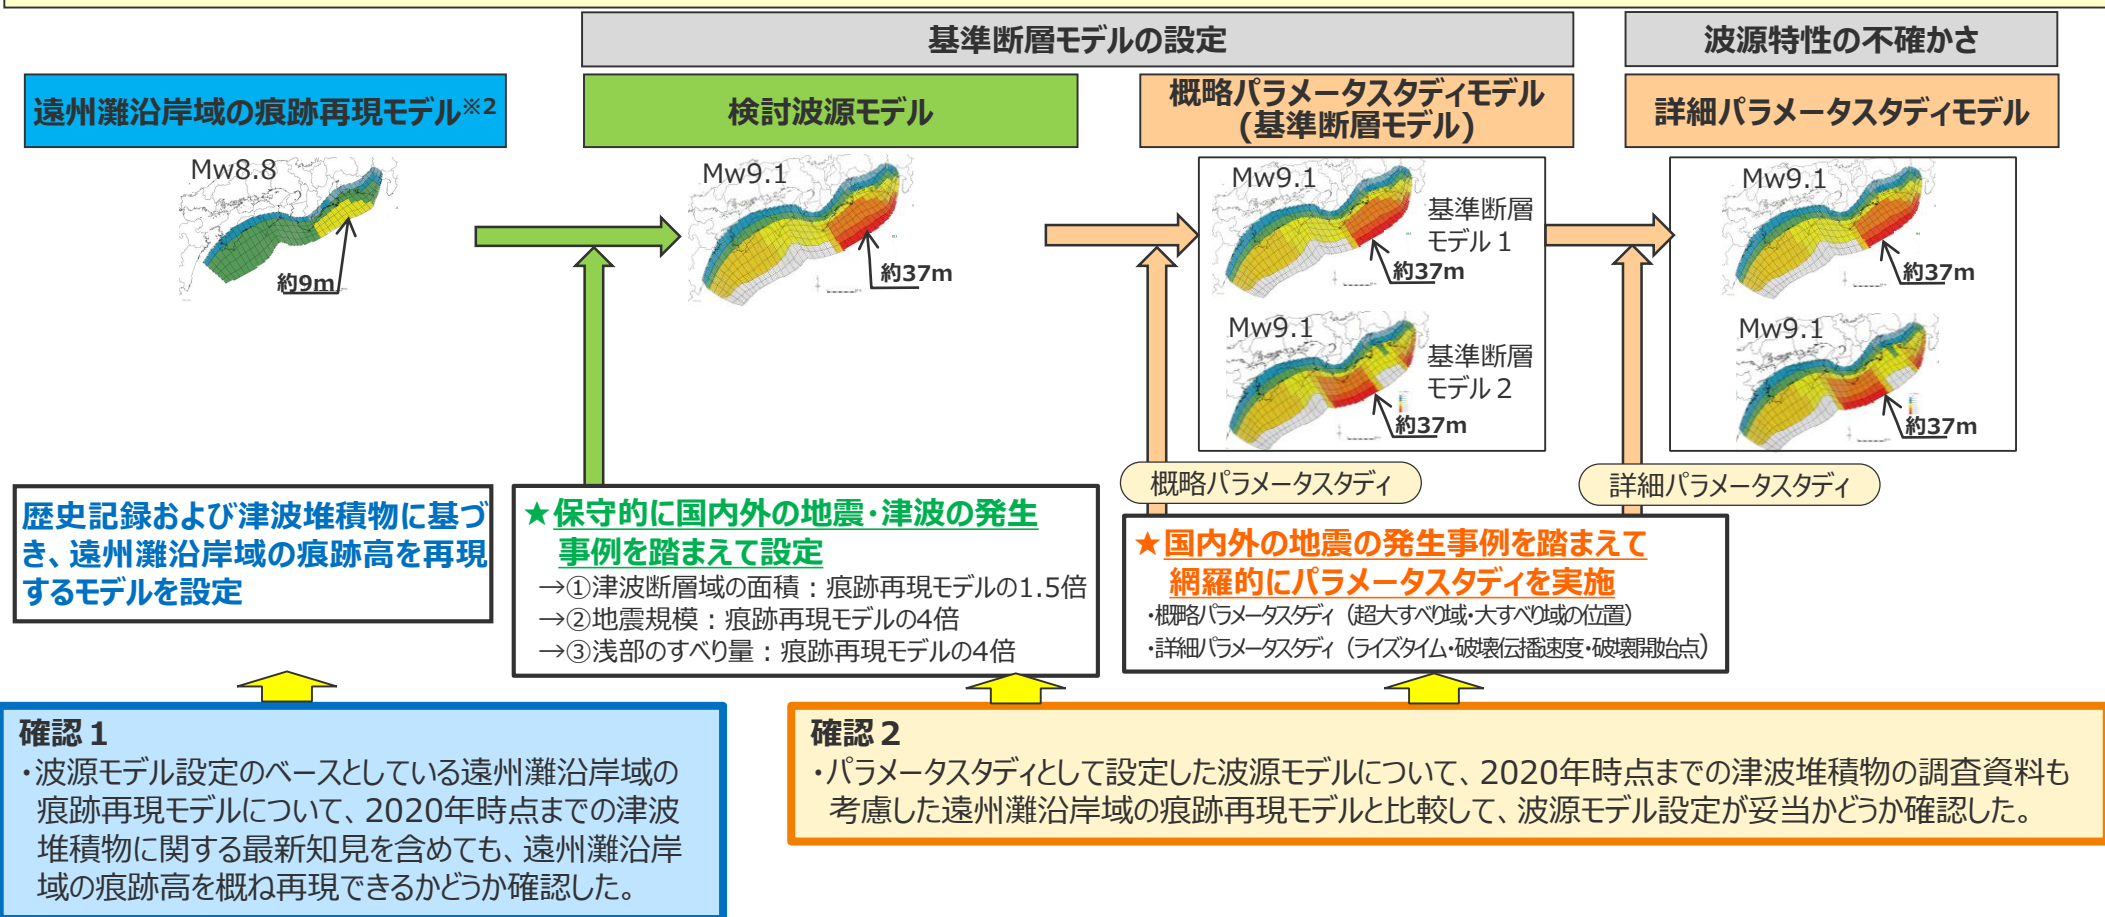 基準断層モデルの設定
波源特性の不確かさ
遠州灘沿岸域の痕跡再現モデル※2
検討波源モデル
概略パラメータスタディモデル
(基準断層モデル)
詳細パラメータスタディモデル
Mw8.8
約9m
Mw9.1
約37m
Mw9.1
基準断層
モデル1
約37m
Mw9.1
基準断層
モデル2
約37m
Mw9.1
約37m
Mw9.1
約37m
概略パラメータスタディ
詳細パラメータスタディ
歴史記録および津波堆積物に基づ
き、遠州灘沿岸域の痕跡高を再現
するモデルを設定
★保守的に国内外の地震・津波の発生
事例を踏まえて設定
→①津波断層域の面積：痕跡再現モデルの1.5倍
→②地震規模：痕跡再現モデルの4倍
→③浅部のすべり量：痕跡再現モデルの4倍
★国内外の地震の発生事例を踏まえて
網羅的にパラメータスタディを実施
・概略パラメータスタディ（超大すべり域・大すべり域の位置）
・詳細パラメータスタディ（ライズタイム・破壊伝播速度・破壊開始点）
確認1
・波源モデル設定のベースとしている遠州灘沿岸域の
痕跡再現モデルについて、2020年時点までの津波
堆積物に関する最新知見を含めても、遠州灘沿岸
域の痕跡高を概ね再現できるかどうか確認した。
確認2
・パラメータスタディとして設定した波源モデルについて、2020年時点までの津波堆積物の調査資料も
考慮した遠州灘沿岸域の痕跡再現モデルと比較して、波源モデル設定が妥当かどうか確認した。